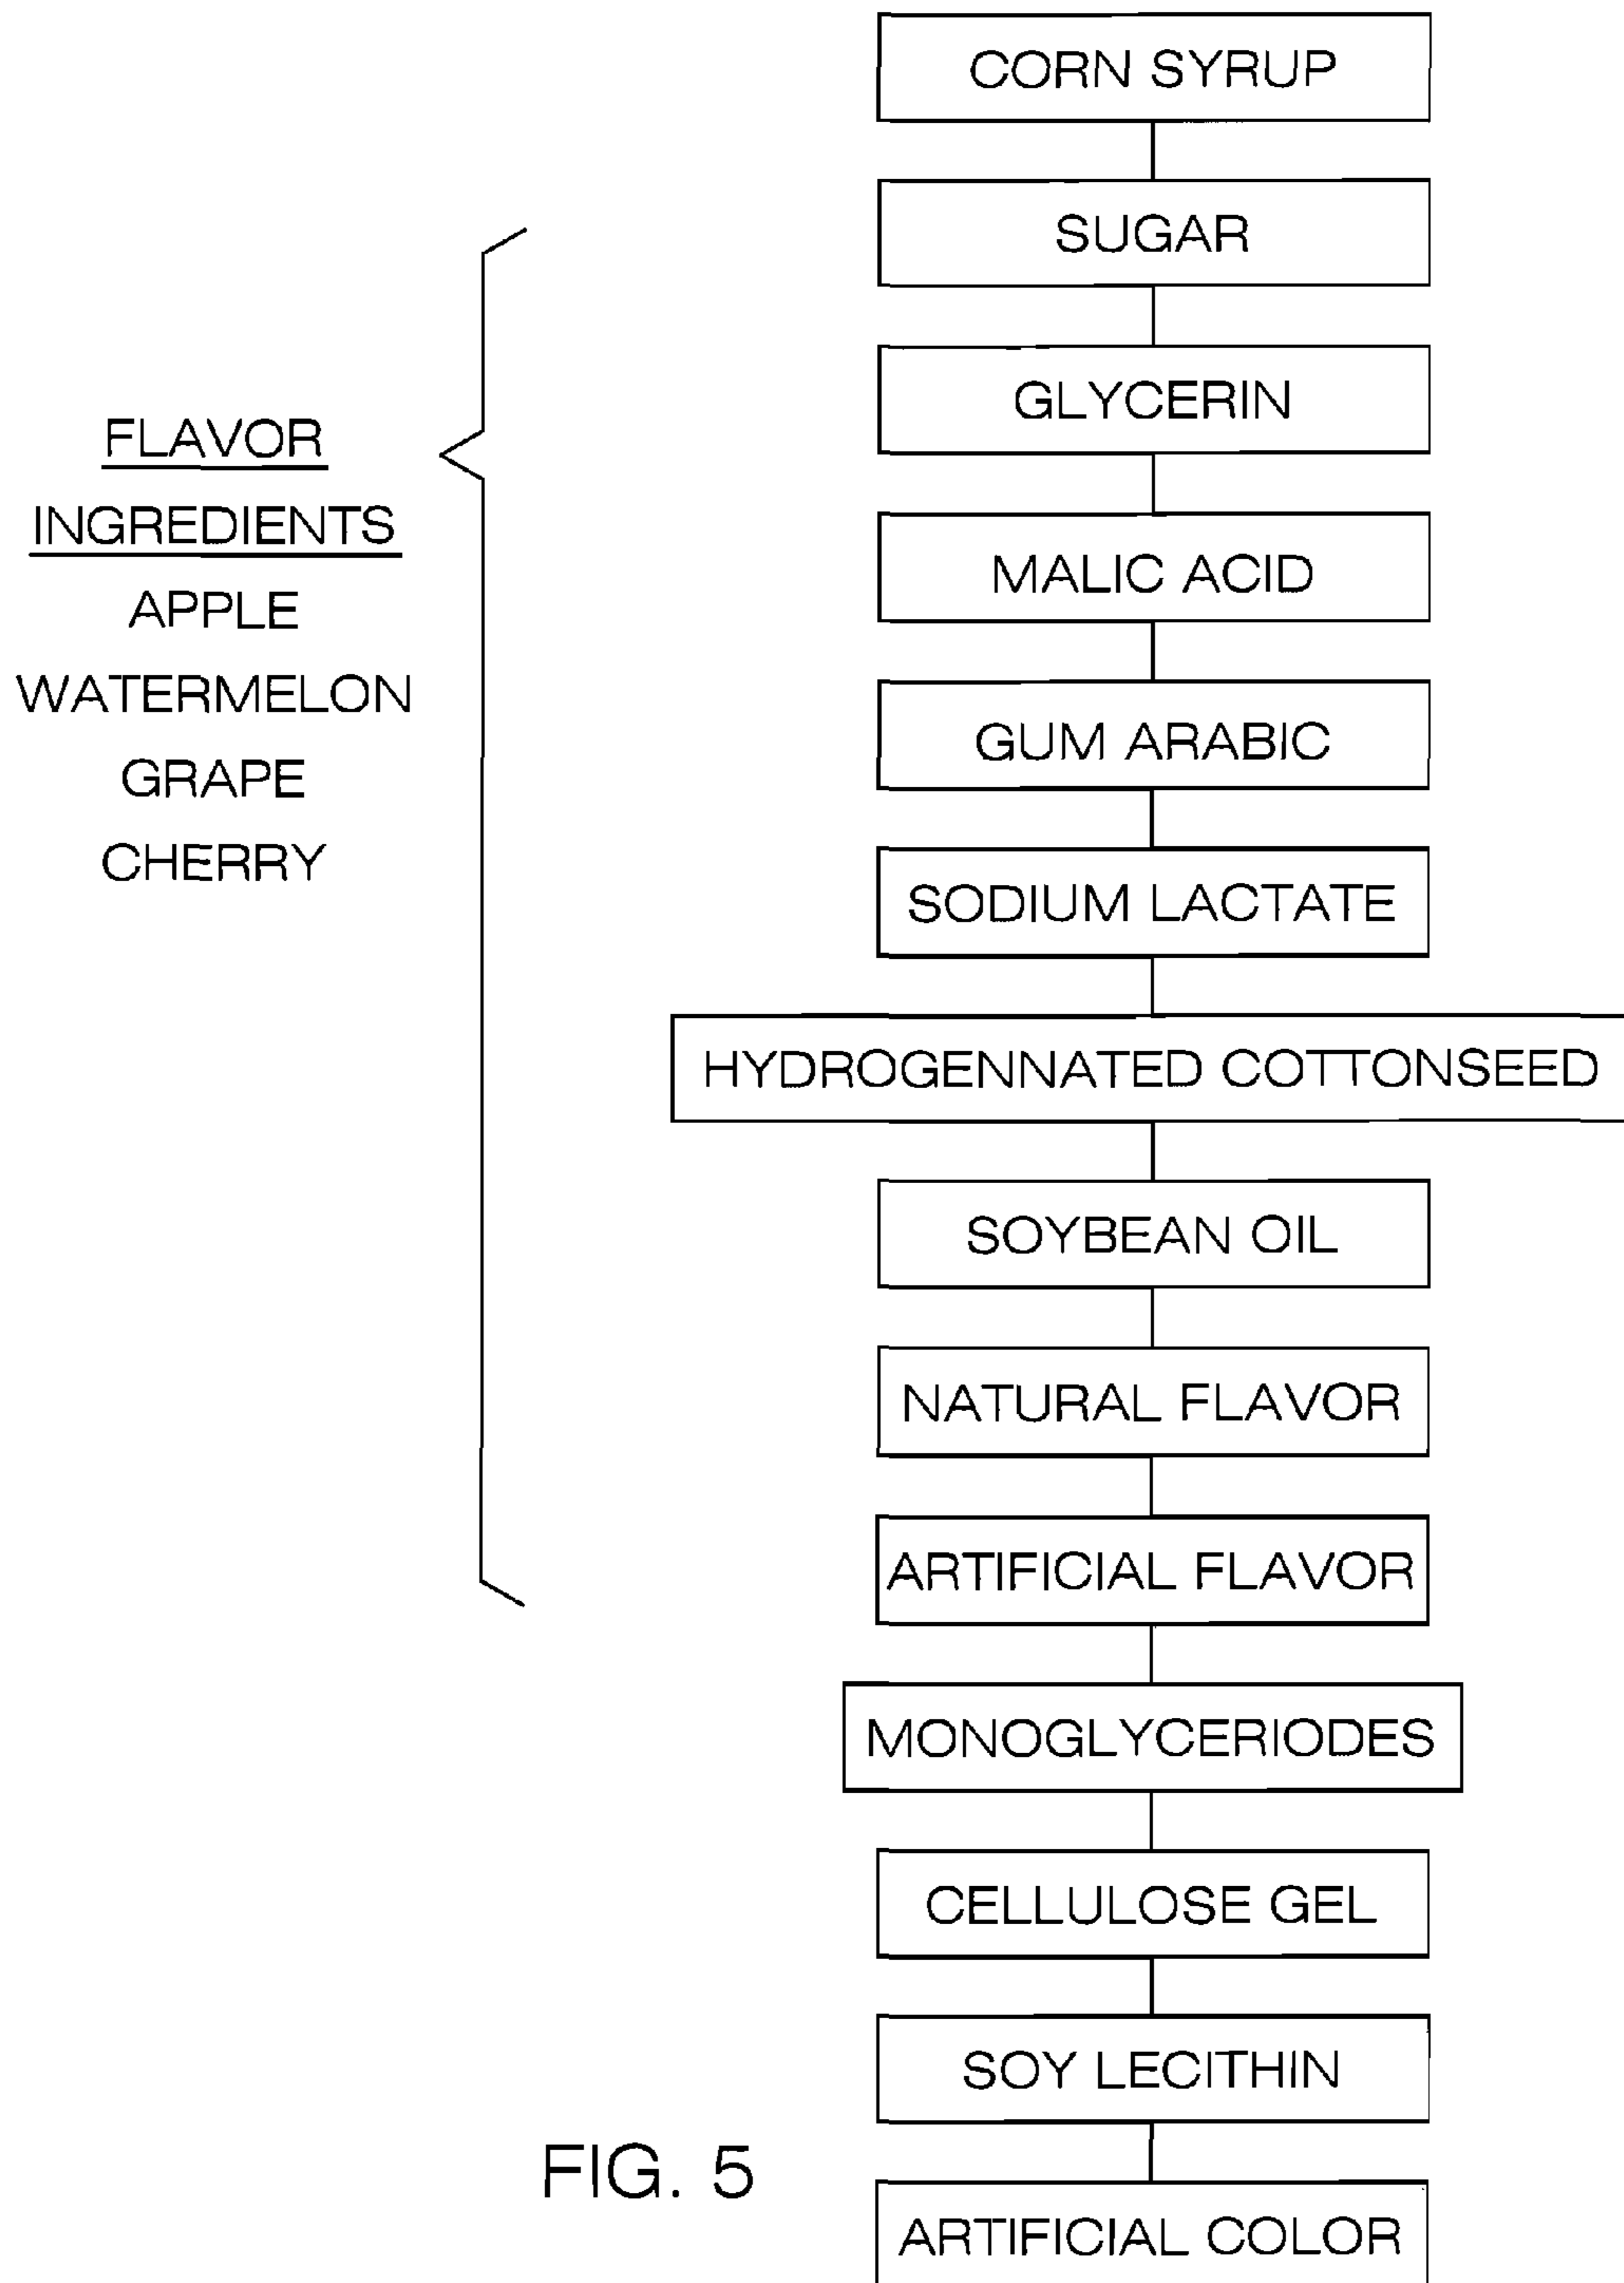 FLAVOR
INGREDIENTS
APPLE
WATERMELON
GRAPE
CHERRY
CORN SYRUP
SUGAR
GLYCERIN
MALIC ACID
GUM ARABIC
SODIUM LACTATE
HYDROGENNATED COTTONSEED
SOYBEAN OIL
NATURAL FLAVOR
ARTIFICIAL FLAVOR
MONOGLYCERIODES
CELLULOSE GEL
SOY LECITHIN
ARTIFICIAL COLOR
FIG. 5